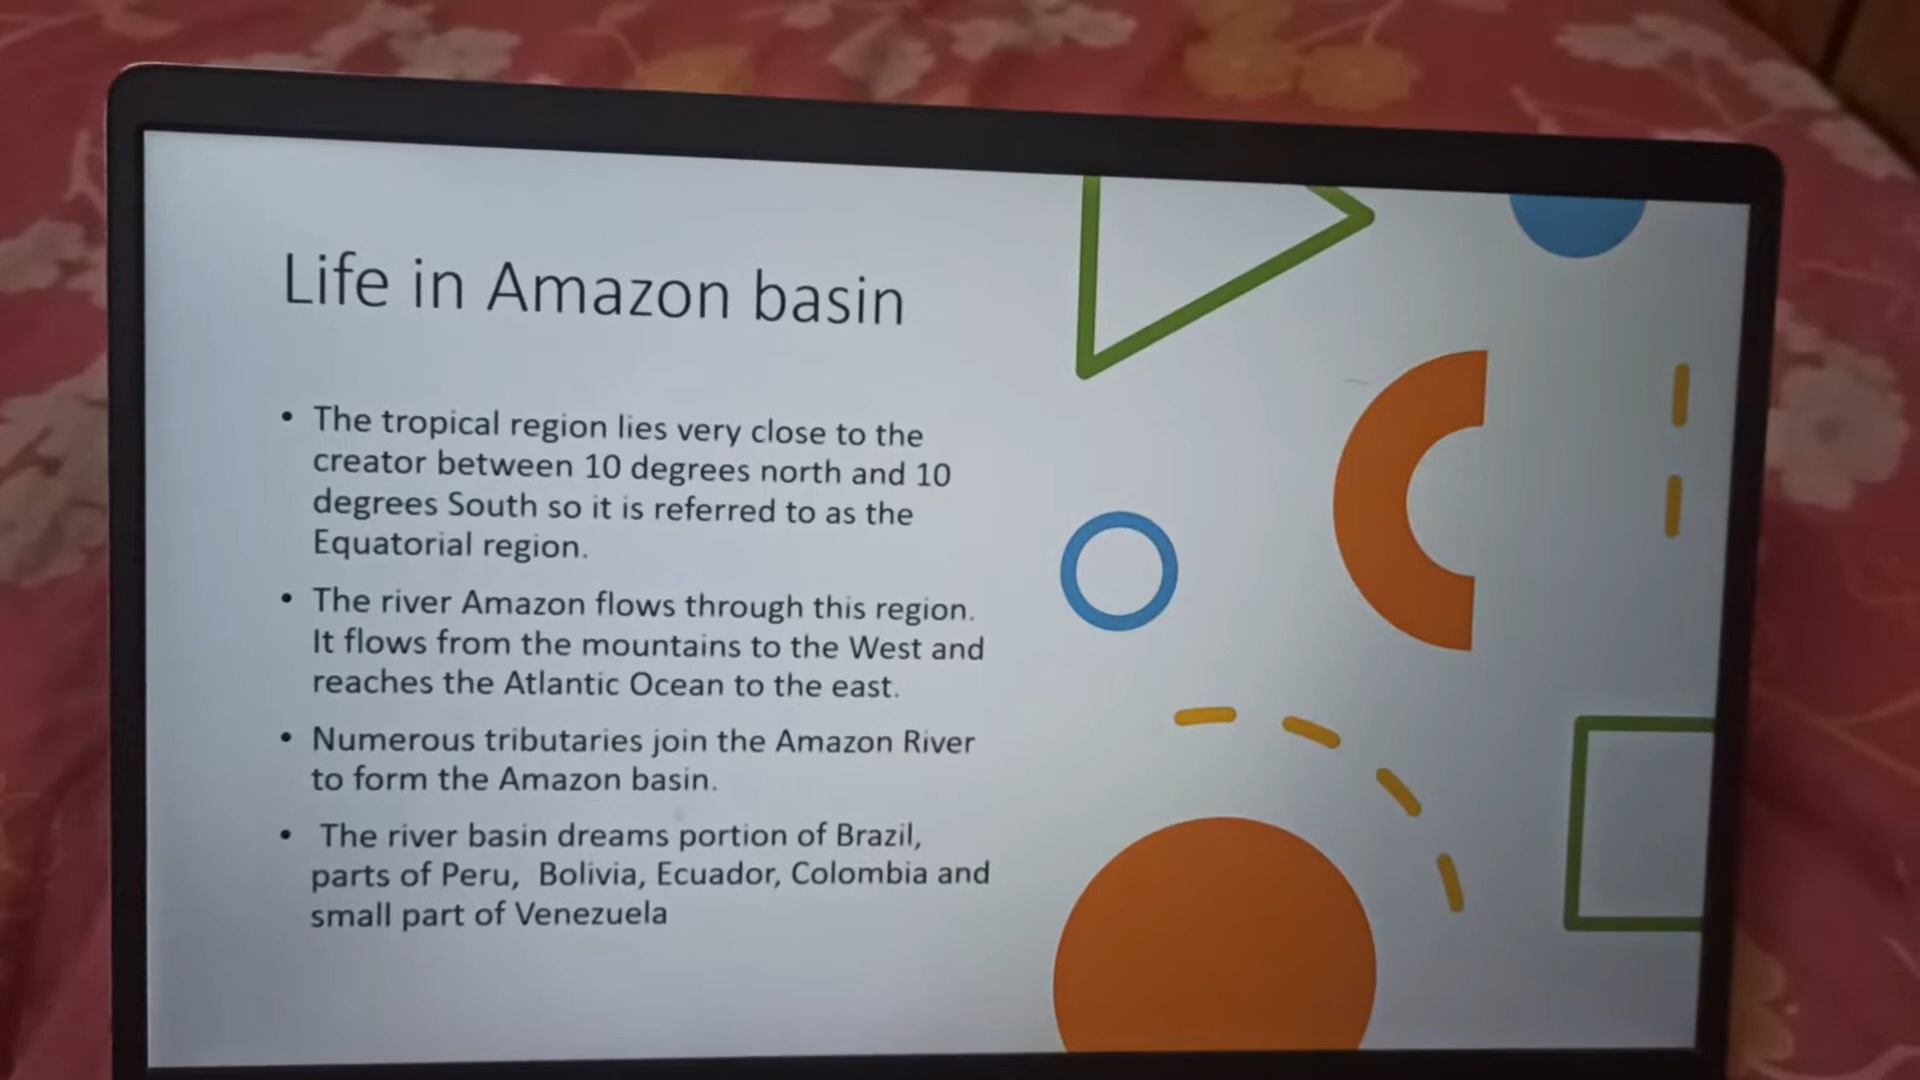 Life in Amazon basin
• The tropical region lies very close to the
creator between 10 degrees north and 10
degrees South so it is referred to as the
Equatorial region.
• The river Amazon flows through this region.
It flows from the mountains to the West and
reaches the Atlantic Ocean to the east.
• Numerous tributaries join the Amazon River
to form the Amazon basin.
• The river basin dreams portion of Brazil,
parts of Peru, Bolivia, Ecuador, Colombia and
small part of Venezuela